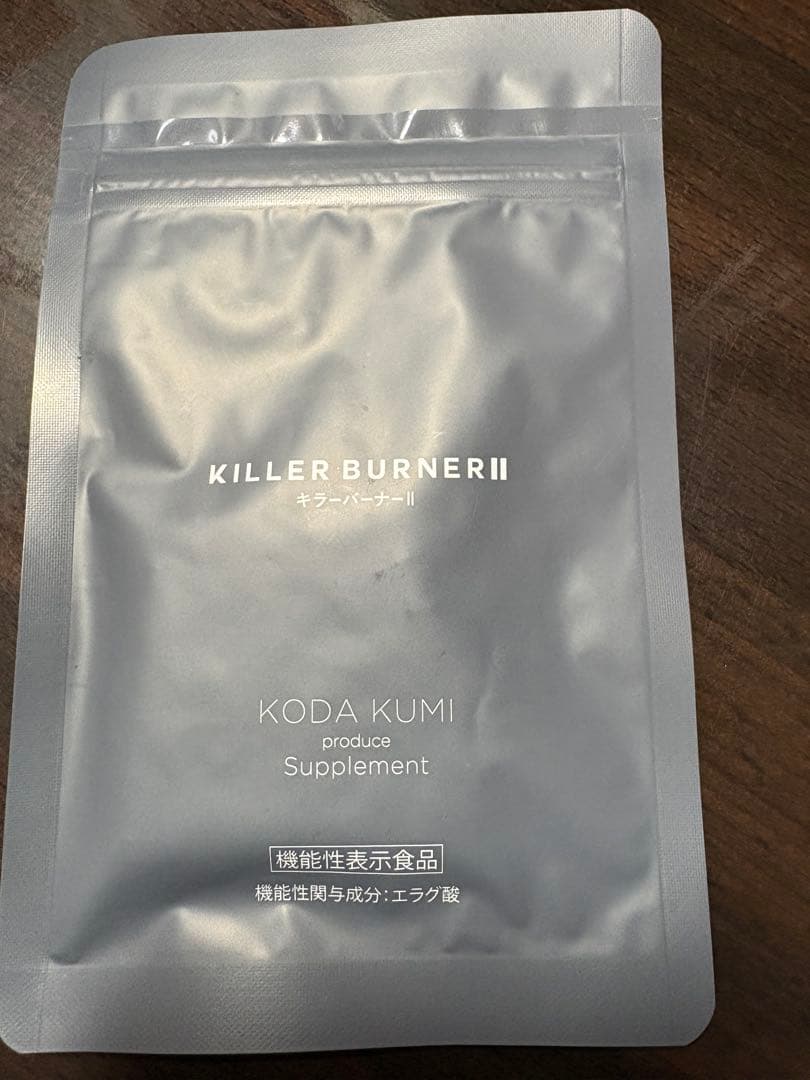 KILLER BURNERⅡ
キラーバーナーⅡ
KODA KUMI
produce
Supplement
機能性表示食品
機能性関与成分：エラグ酸